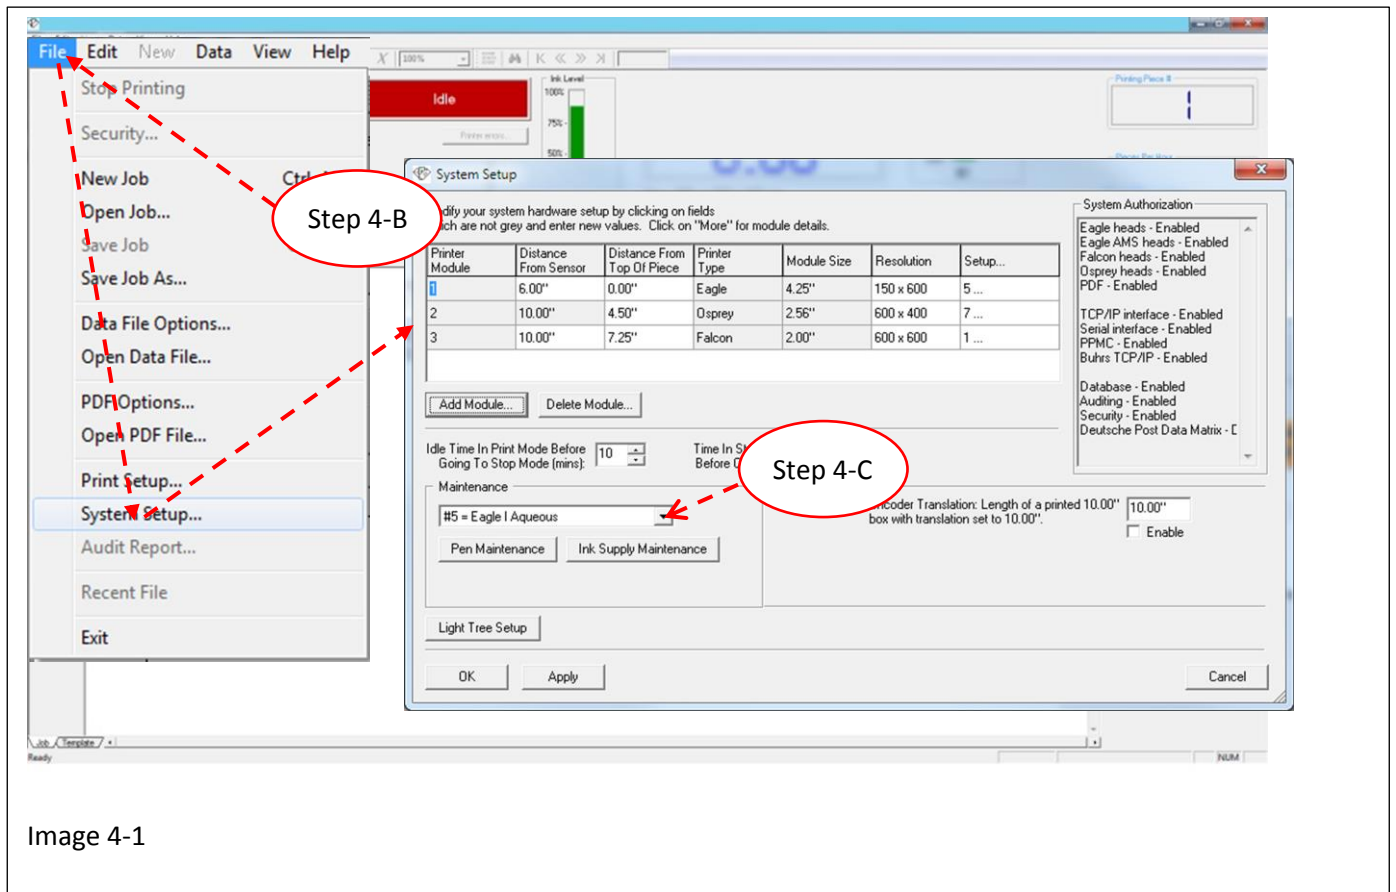 File Edit New Data View Help
100%
Stop Printing
Security...
New Job
Open Job...
Save Job
Save Job As...
Data File Options...
Open Data File...
PDF Options...
Open PDF File...
Print Setup...
System Setup...
Audit Report...
Recent File
Exit
Idle
Ink Level
100%
75%
50%
Printing Piece #
1
Step 4-B
System Setup
your system hardware setup by clicking on fields
are not grey and enter new values. Click on "More" for module details.
Printer Module Distance From Sensor Distance From Top Of Piece Printer Type Module Size Resolution Setup...
1 6.00" 0.00" Eagle 4.25" 150 x 600 5 ...
2 10.00" 4.50" Osprey 2.56" 600 x 400 7 ...
3 10.00" 7.25" Falcon 2.00" 600 x 600 1 ...
Add Module... Delete Module...
System Authorization
Eagle heads - Enabled
Eagle AMS heads - Enabled
Falcon heads - Enabled
Osprey heads - Enabled
PDF - Enabled
TCP/IP interface - Enabled
Serial interface - Enabled
PPMC - Enabled
Buhrs TCP/IP - Enabled
Database - Enabled
Auditing - Enabled
Security - Enabled
Deutsche Post Data Matrix - E
Idle Time In Print Mode Before
Going To Stop Mode (mins):
10
Time In
Before
Step 4-C
Maintenance
#5 = Eagle I Aqueous
Pen Maintenance Ink Supply Maintenance
Translation: Length of a printed 10.00"
box with translation set to 10.00".
10.00"
Enable
Light Tree Setup
OK Apply Cancel
Job Template
Ready NUM
Image 4-1